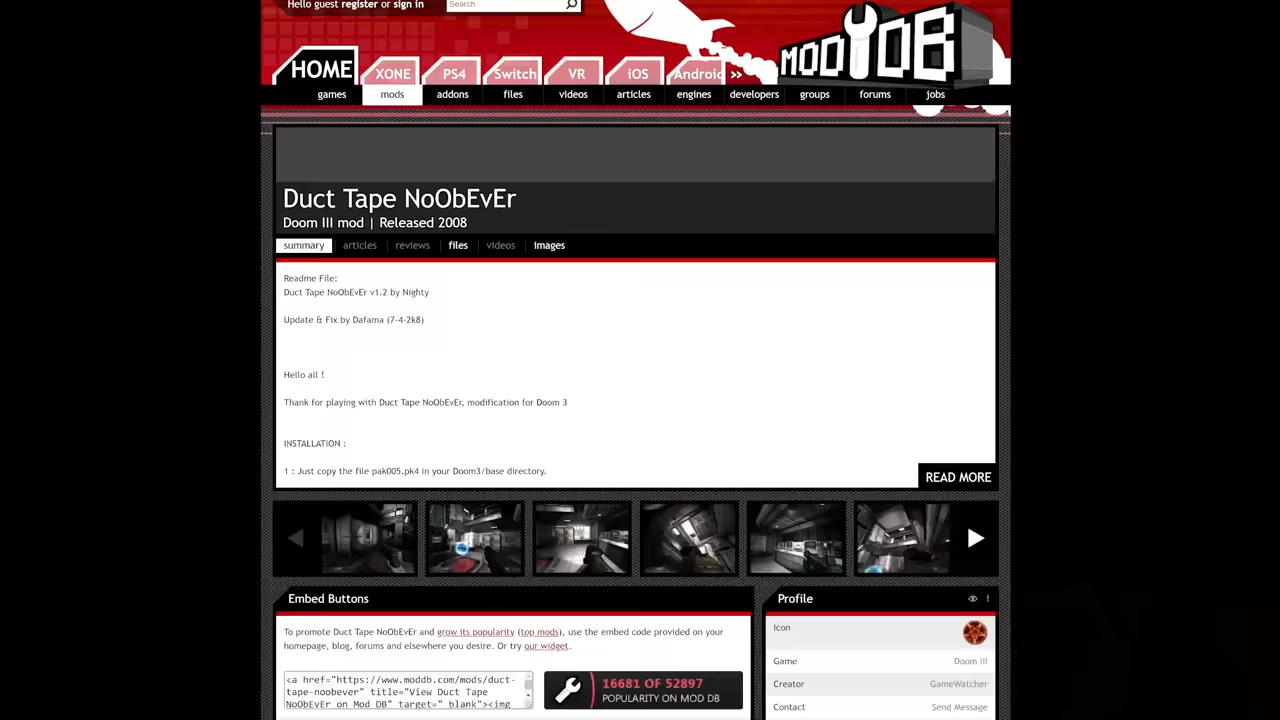 Hello guest register or sign in
Search
MODDB
HOME
XONE
PS4
Switch
VR
iOS
Android
»
games
mods
addons
files
videos
articles
engines
developers
groups
forums
jobs
Duct Tape NoObEvEr
Doom III mod | Released 2008
summary
articles
reviews
files
videos
images
Readme File:
Duct Tape NoObEvEr v1.2 by Nighty
Update & Fix by Dafama (7-4-2k8)
Hello all !
Thank for playing with Duct Tape NoObEvEr, modification for Doom 3
INSTALLATION :
1 : Just copy the file pak005.pk4 in your Doom3/base directory.
READ MORE
Embed Buttons
To promote Duct Tape NoObEvEr and grow its popularity (top mods), use the embed code provided on your
homepage, blog, forums and elsewhere you desire. Or try our widget.
<a href="https://www.moddb.com/mods/duct-
tape-noobever" title="View Duct Tape
NoObEvEr on Mod DB" target="_blank"><img
16681 OF 52897
POPULARITY ON MOD DB
Profile
Icon
Game
Doom III
Creator
GameWatcher
Contact
Send Message